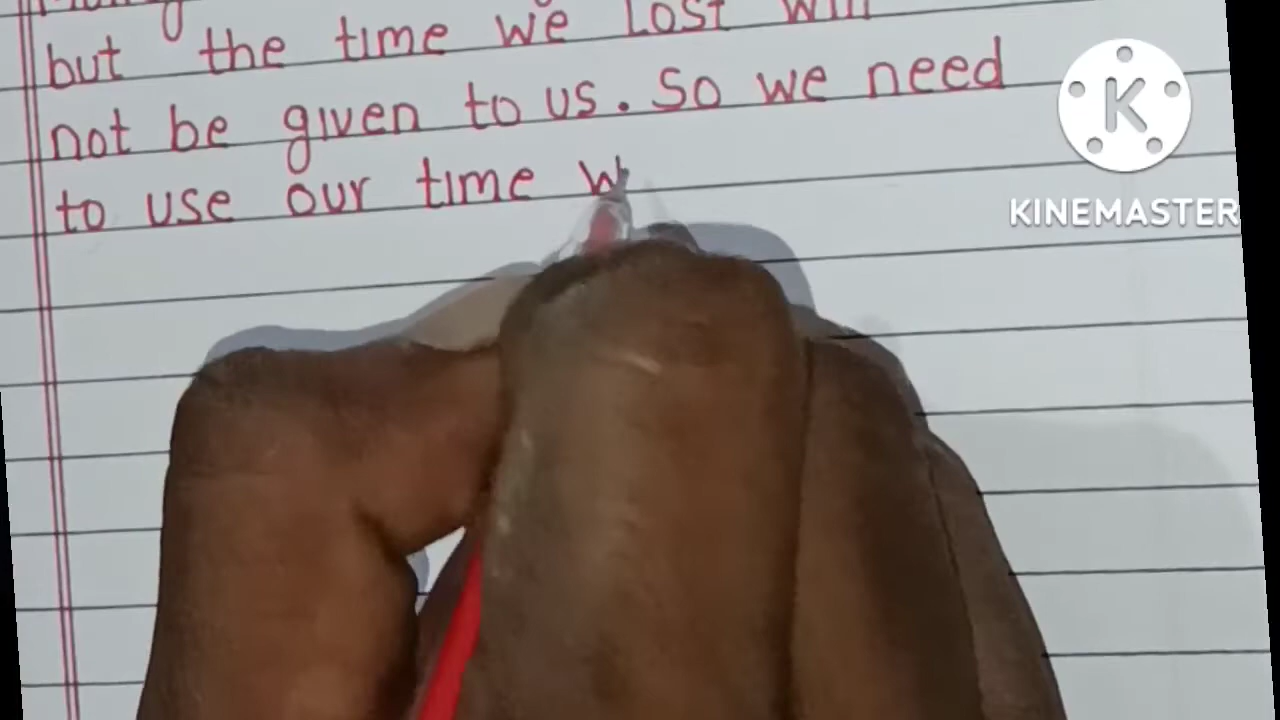 but the time we Lost will
not be given to us. So we need
to use our time w
K
KINEMASTER